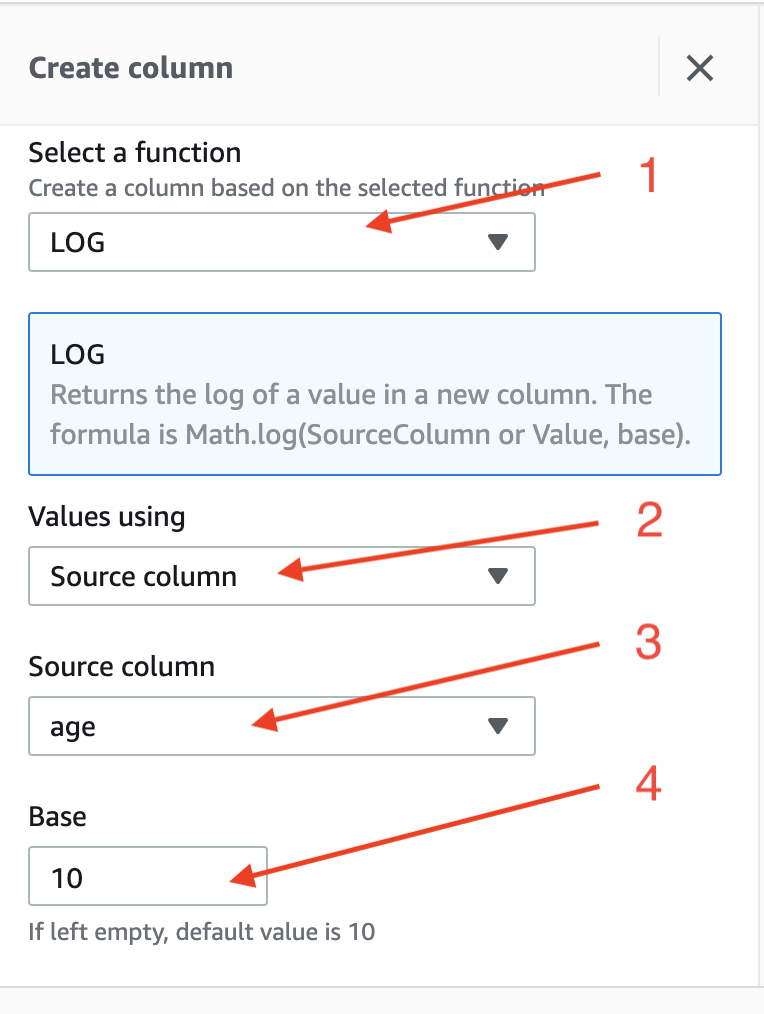 Create column
Select a function
Create a column based on the selected function
1
LOG
LOG
Returns the log of a value in a new column. The
formula is Math.log(SourceColumn or Value, base).
Values using
2
Source column
Source column
3
age
Base
4
10
If left empty, default value is 10